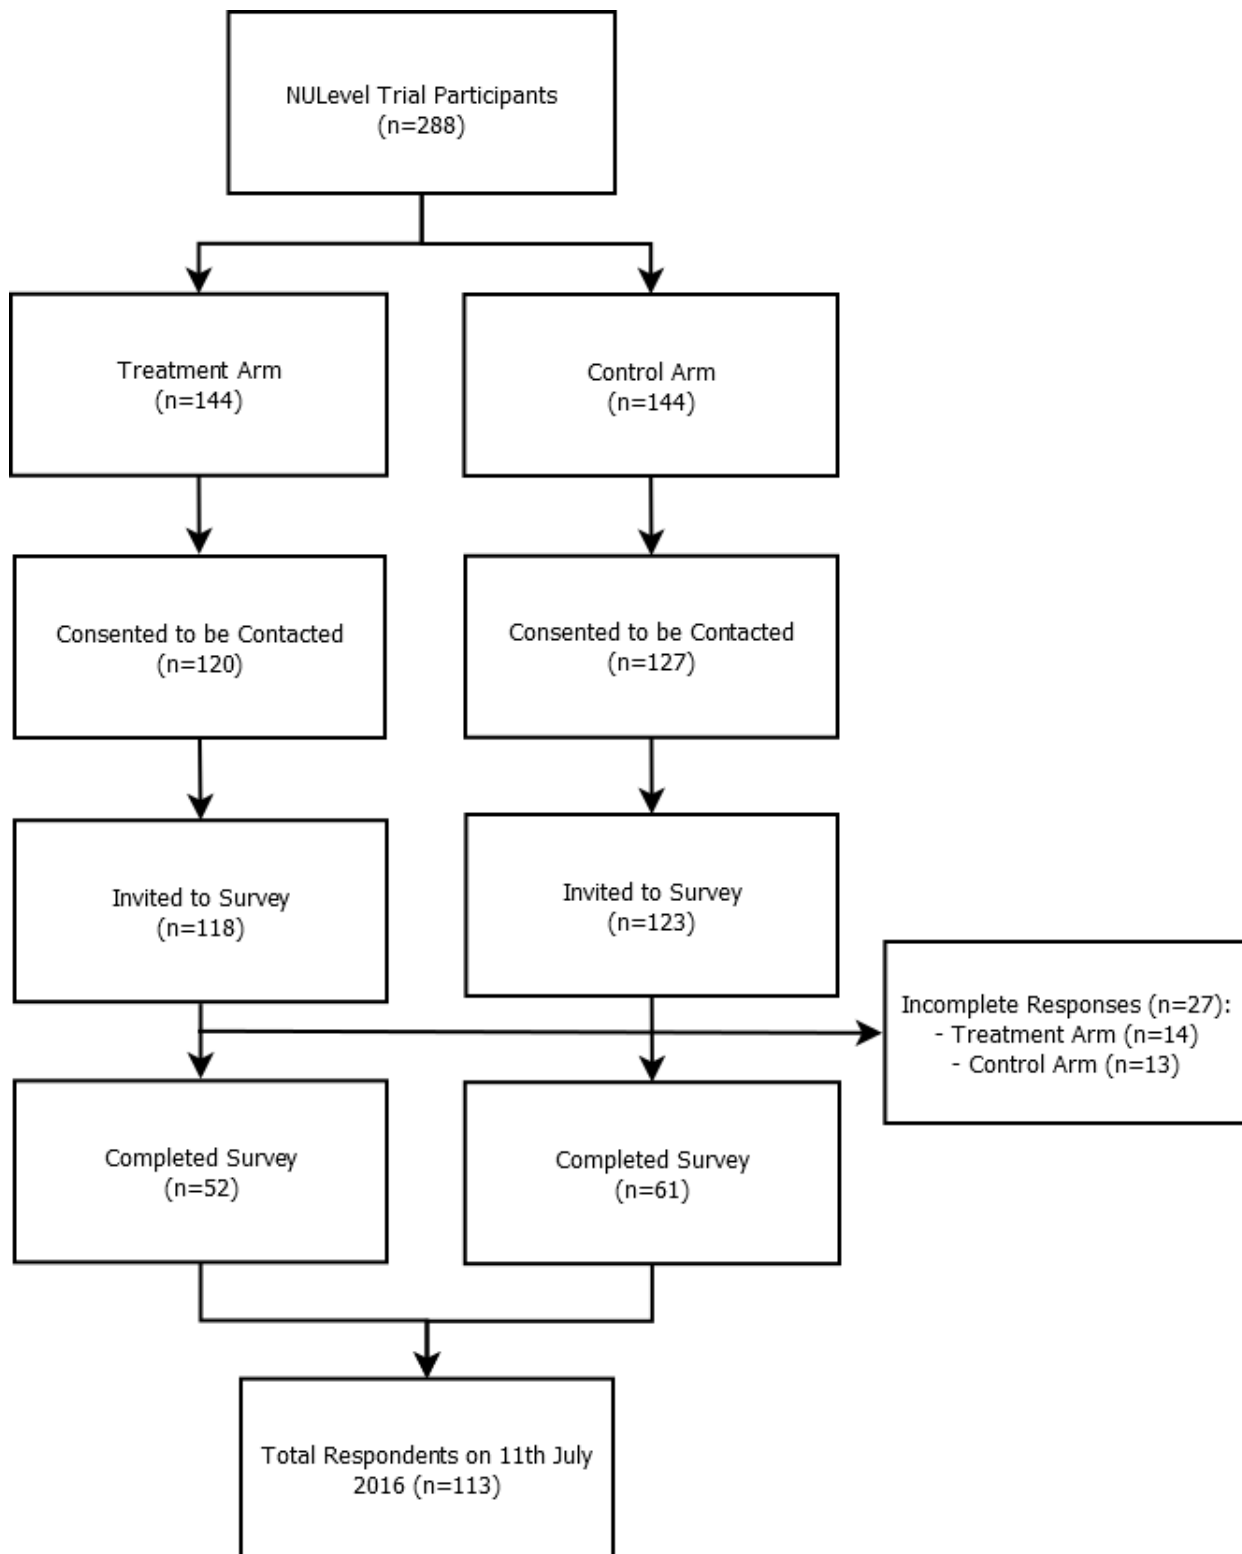 NULevel Trial Participants
(n=288)
Treatment Arm
(n=144)
Control Arm
(n=144)
Consented to be Contacted
(n=120)
Consented to be Contacted
(n=127)
Invited to Survey
(n=118)
Invited to Survey
(n=123)
Incomplete Responses (n=27):
- Treatment Arm (n=14)
- Control Arm (n=13)
Completed Survey
(n=52)
Completed Survey
(n=61)
Total Respondents on 11th July
2016 (n=113)